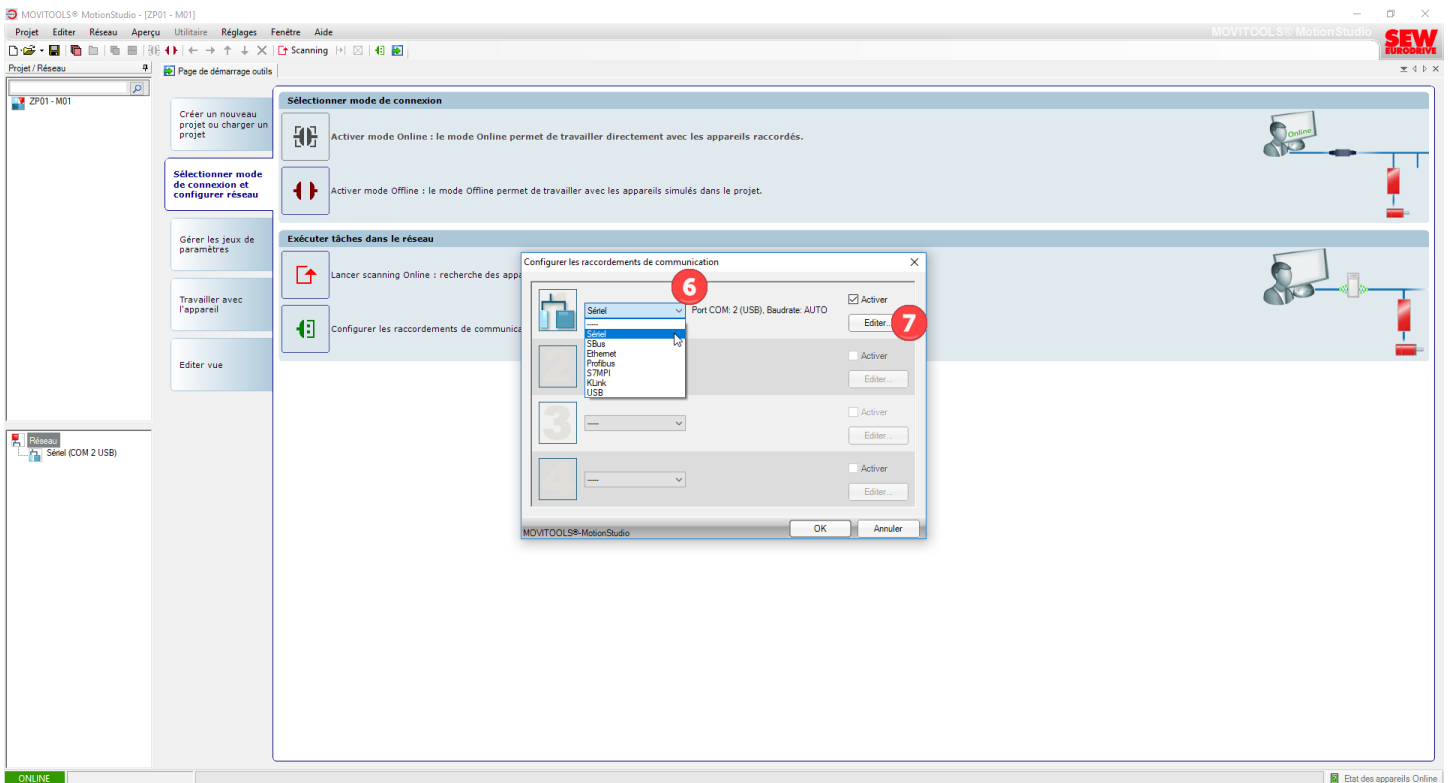 MOVITOOLS® MotionStudio - [ZP01 - M01]
Projet Editer Réseau Aperçu Utilitaire Réglages Fenêtre Aide
MOVITOOLS® MotionStudio
SEW
EURODRIVE
Scanning
Projet / Réseau
Page de démarrage outils
ZP01 - M01
Créer un nouveau
projet ou charger un
projet
Sélectionner mode
de connexion et
configurer réseau
Gérer les jeux de
paramètres
Travailler avec
l'appareil
Editer vue
Sélectionner mode de connexion
Activer mode Online : le mode Online permet de travailler directement avec les appareils raccordés.
Online
Activer mode Offline : le mode Offline permet de travailler avec les appareils simulés dans le projet.
Exécuter tâches dans le réseau
Lancer scanning Online : recherche des appa
Configurer les raccordements de communica
Configurer les raccordements de communication
6
Sériel
Port COM: 2 (USB), Baudrate: AUTO
Activer
Editer...
7
-----
Sériel
SBus
Ethernet
Profibus
S7MPI
KLink
USB
2
Activer
Editer...
3
-----
Activer
Editer...
4
-----
Activer
Editer...
MOVITOOLS®-MotionStudio
OK
Annuler
Réseau
Sériel (COM 2 USB)
ONLINE
Etat des appareils Online